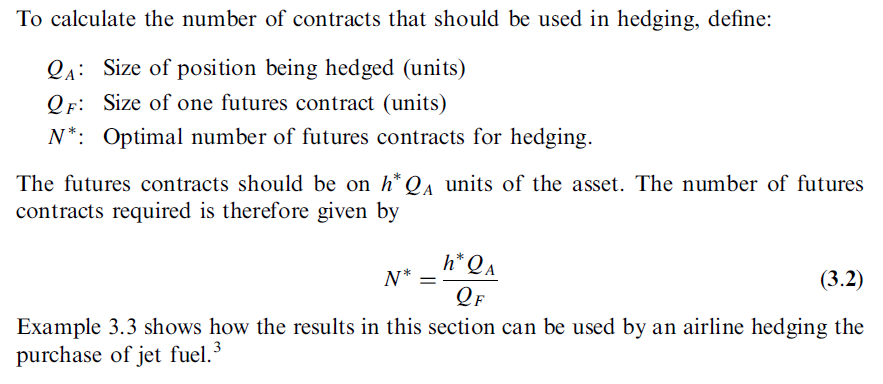 To calculate the number of contracts that should be used in hedging, define:
Q_A: Size of position being hedged (units)
Q_F: Size of one futures contract (units)
N*: Optimal number of futures contracts for hedging.
The futures contracts should be on h*Q_A units of the asset. The number of futures
contracts required is therefore given by
N* = h*Q_A / Q_F (3.2)
Example 3.3 shows how the results in this section can be used by an airline hedging the
purchase of jet fuel.³